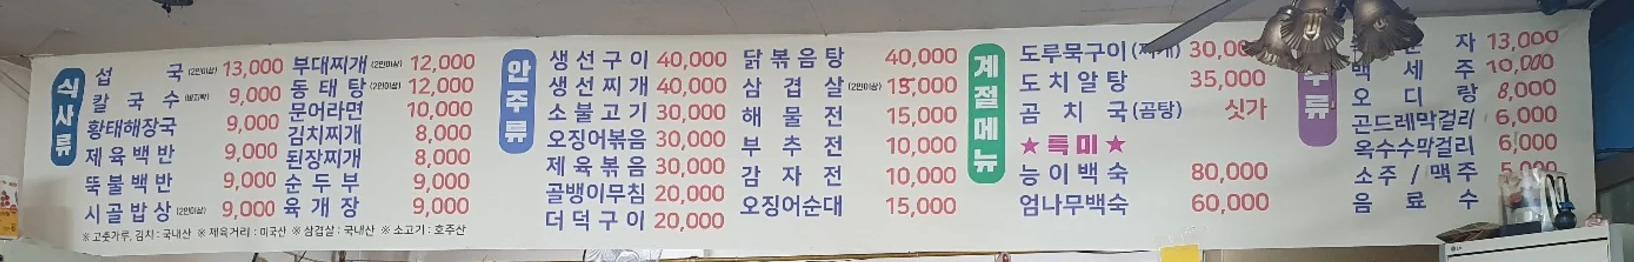 식사류
섭국 (2인이상) 13,000
칼국수 9,000
황태해장국 9,000
제육백반 9,000
뚝불백반 9,000
시골밥상 (2인이상) 9,000
부대찌개 (2인이상) 12,000
동태탕 (2인이상) 12,000
문어라면 10,000
김치찌개 8,000
된장찌개 8,000
순두부 9,000
육개장 9,000
※ 고춧가루, 김치 : 국내산 ※ 제육거리 : 미국산 ※ 삼겹살 : 국내산 ※ 소고기 : 호주산
안주류
생선구이 40,000
생선찌개 40,000
소불고기 30,000
오징어볶음 30,000
제육볶음 30,000
골뱅이무침 20,000
더덕구이 20,000
닭볶음탕 40,000
삼겹살 (2인이상)
해물전 15,000
부추전 10,000
감자전 10,000
오징어순대 15,000
계절메뉴
도루묵구이 (찌개)
도치알탕 35,000
곰치국 (곰탕) 싯가
★특미★
능이백숙 80,000
엄나무백숙 60,000
주류
자 13,000
백세주 10,000
오디랑 8,000
곤드레막걸리 6,000
옥수수막걸리 6,000
소주 / 맥주
음료수